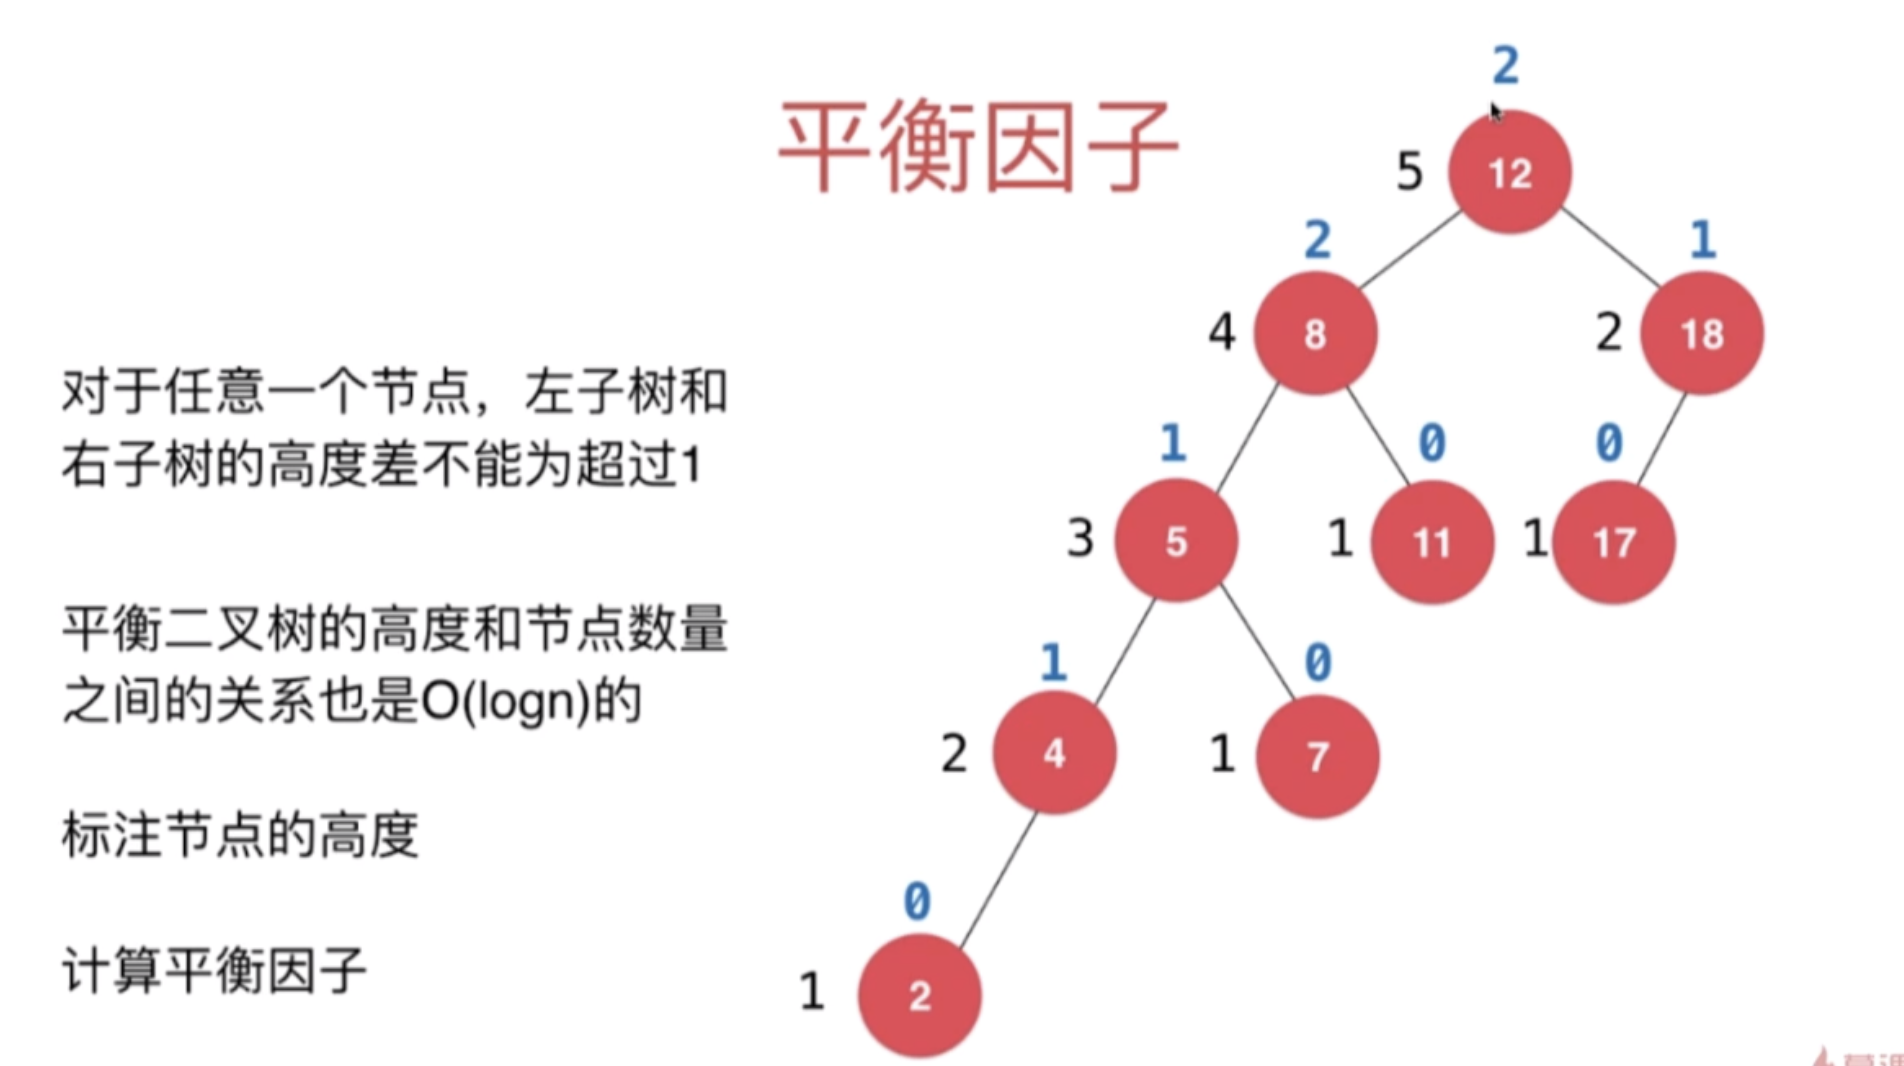 平衡因子
对于任意一个节点，左子树和
右子树的高度差不能为超过1
平衡二叉树的高度和节点数量
之间的关系也是O(logn)的
标注节点的高度
计算平衡因子
2
5 12
2 1
4 8 2 18
1 0 0
3 5 1 11 1 17
1 0
2 4 1 7
0
1 2